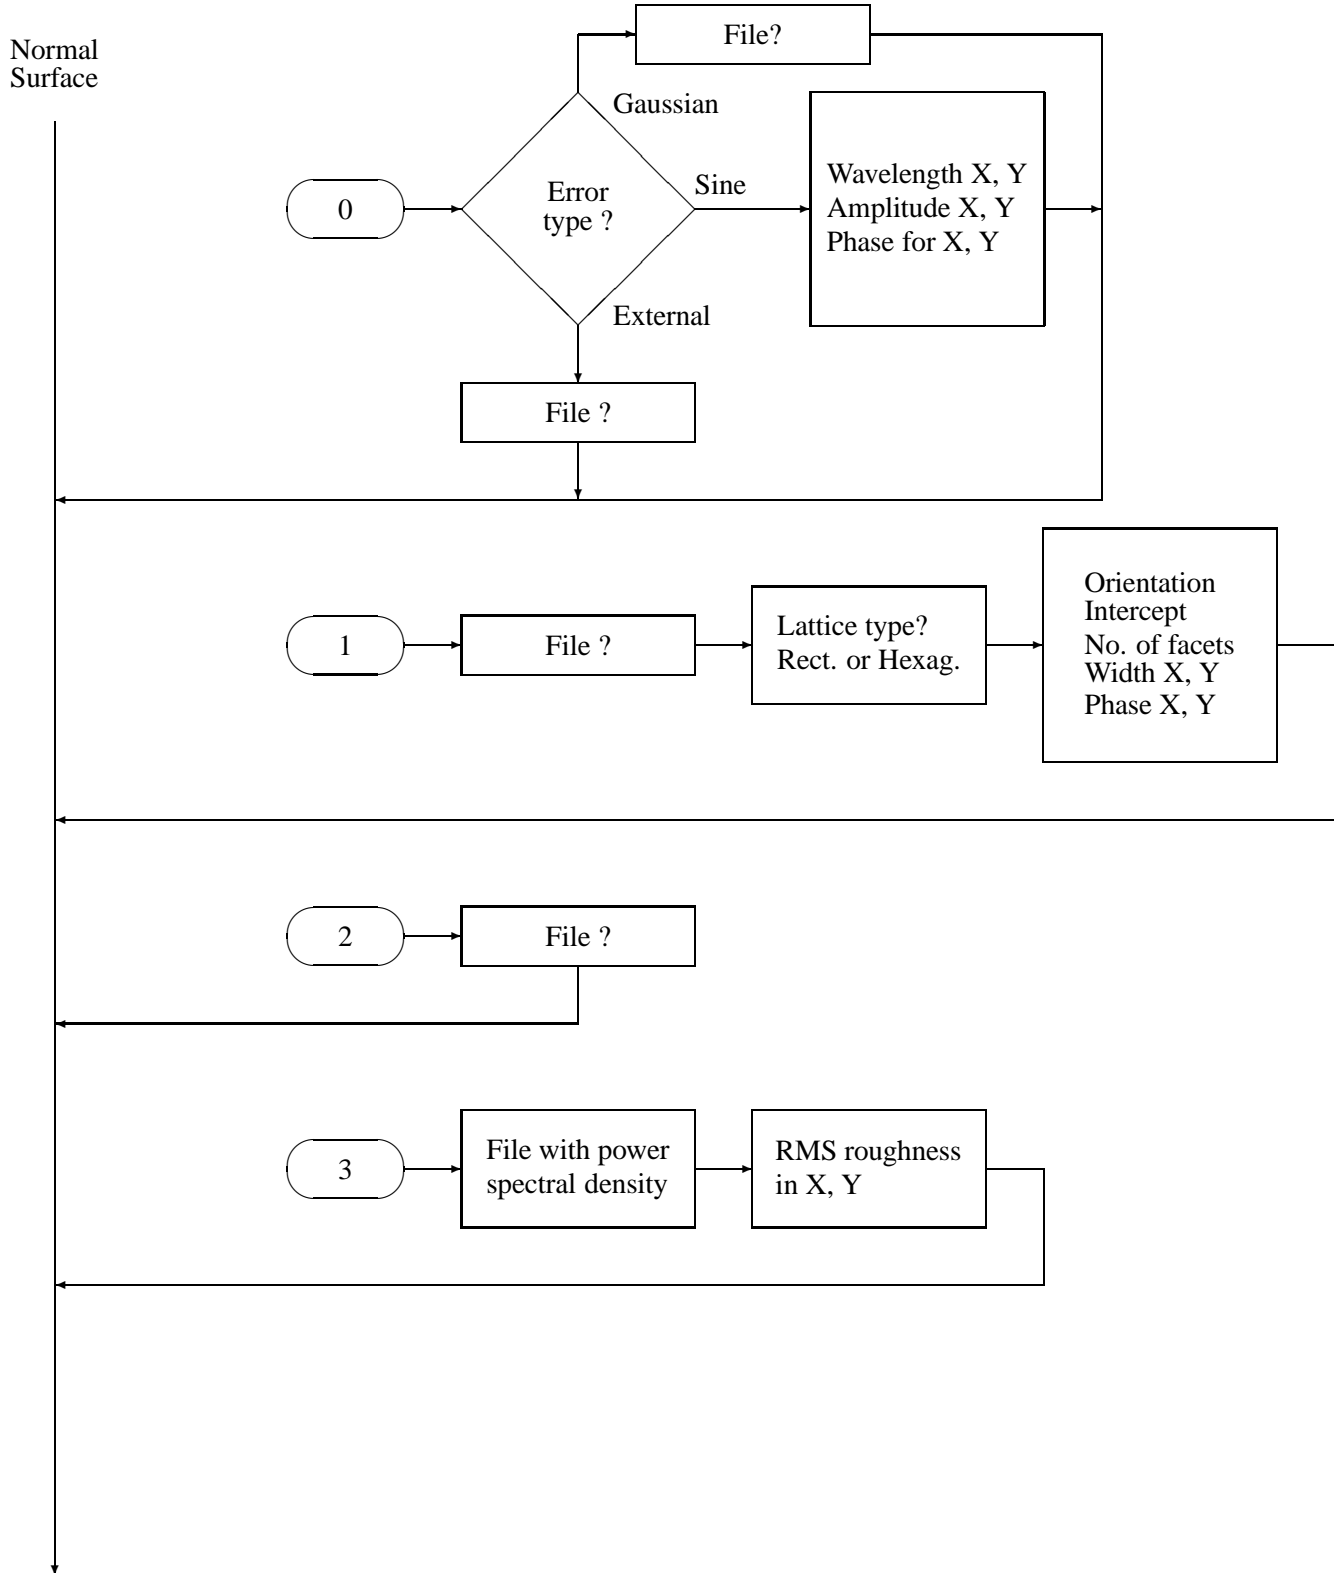 File?
Normal
Surface
Gaussian
0
Error
type ?
Sine
Wavelength X, Y
Amplitude X, Y
Phase for X, Y
External
File ?
1
File ?
Lattice type?
Rect. or Hexag.
Orientation
Intercept
No. of facets
Width X, Y
Phase X, Y
2
File ?
3
File with power
spectral density
RMS roughness
in X, Y